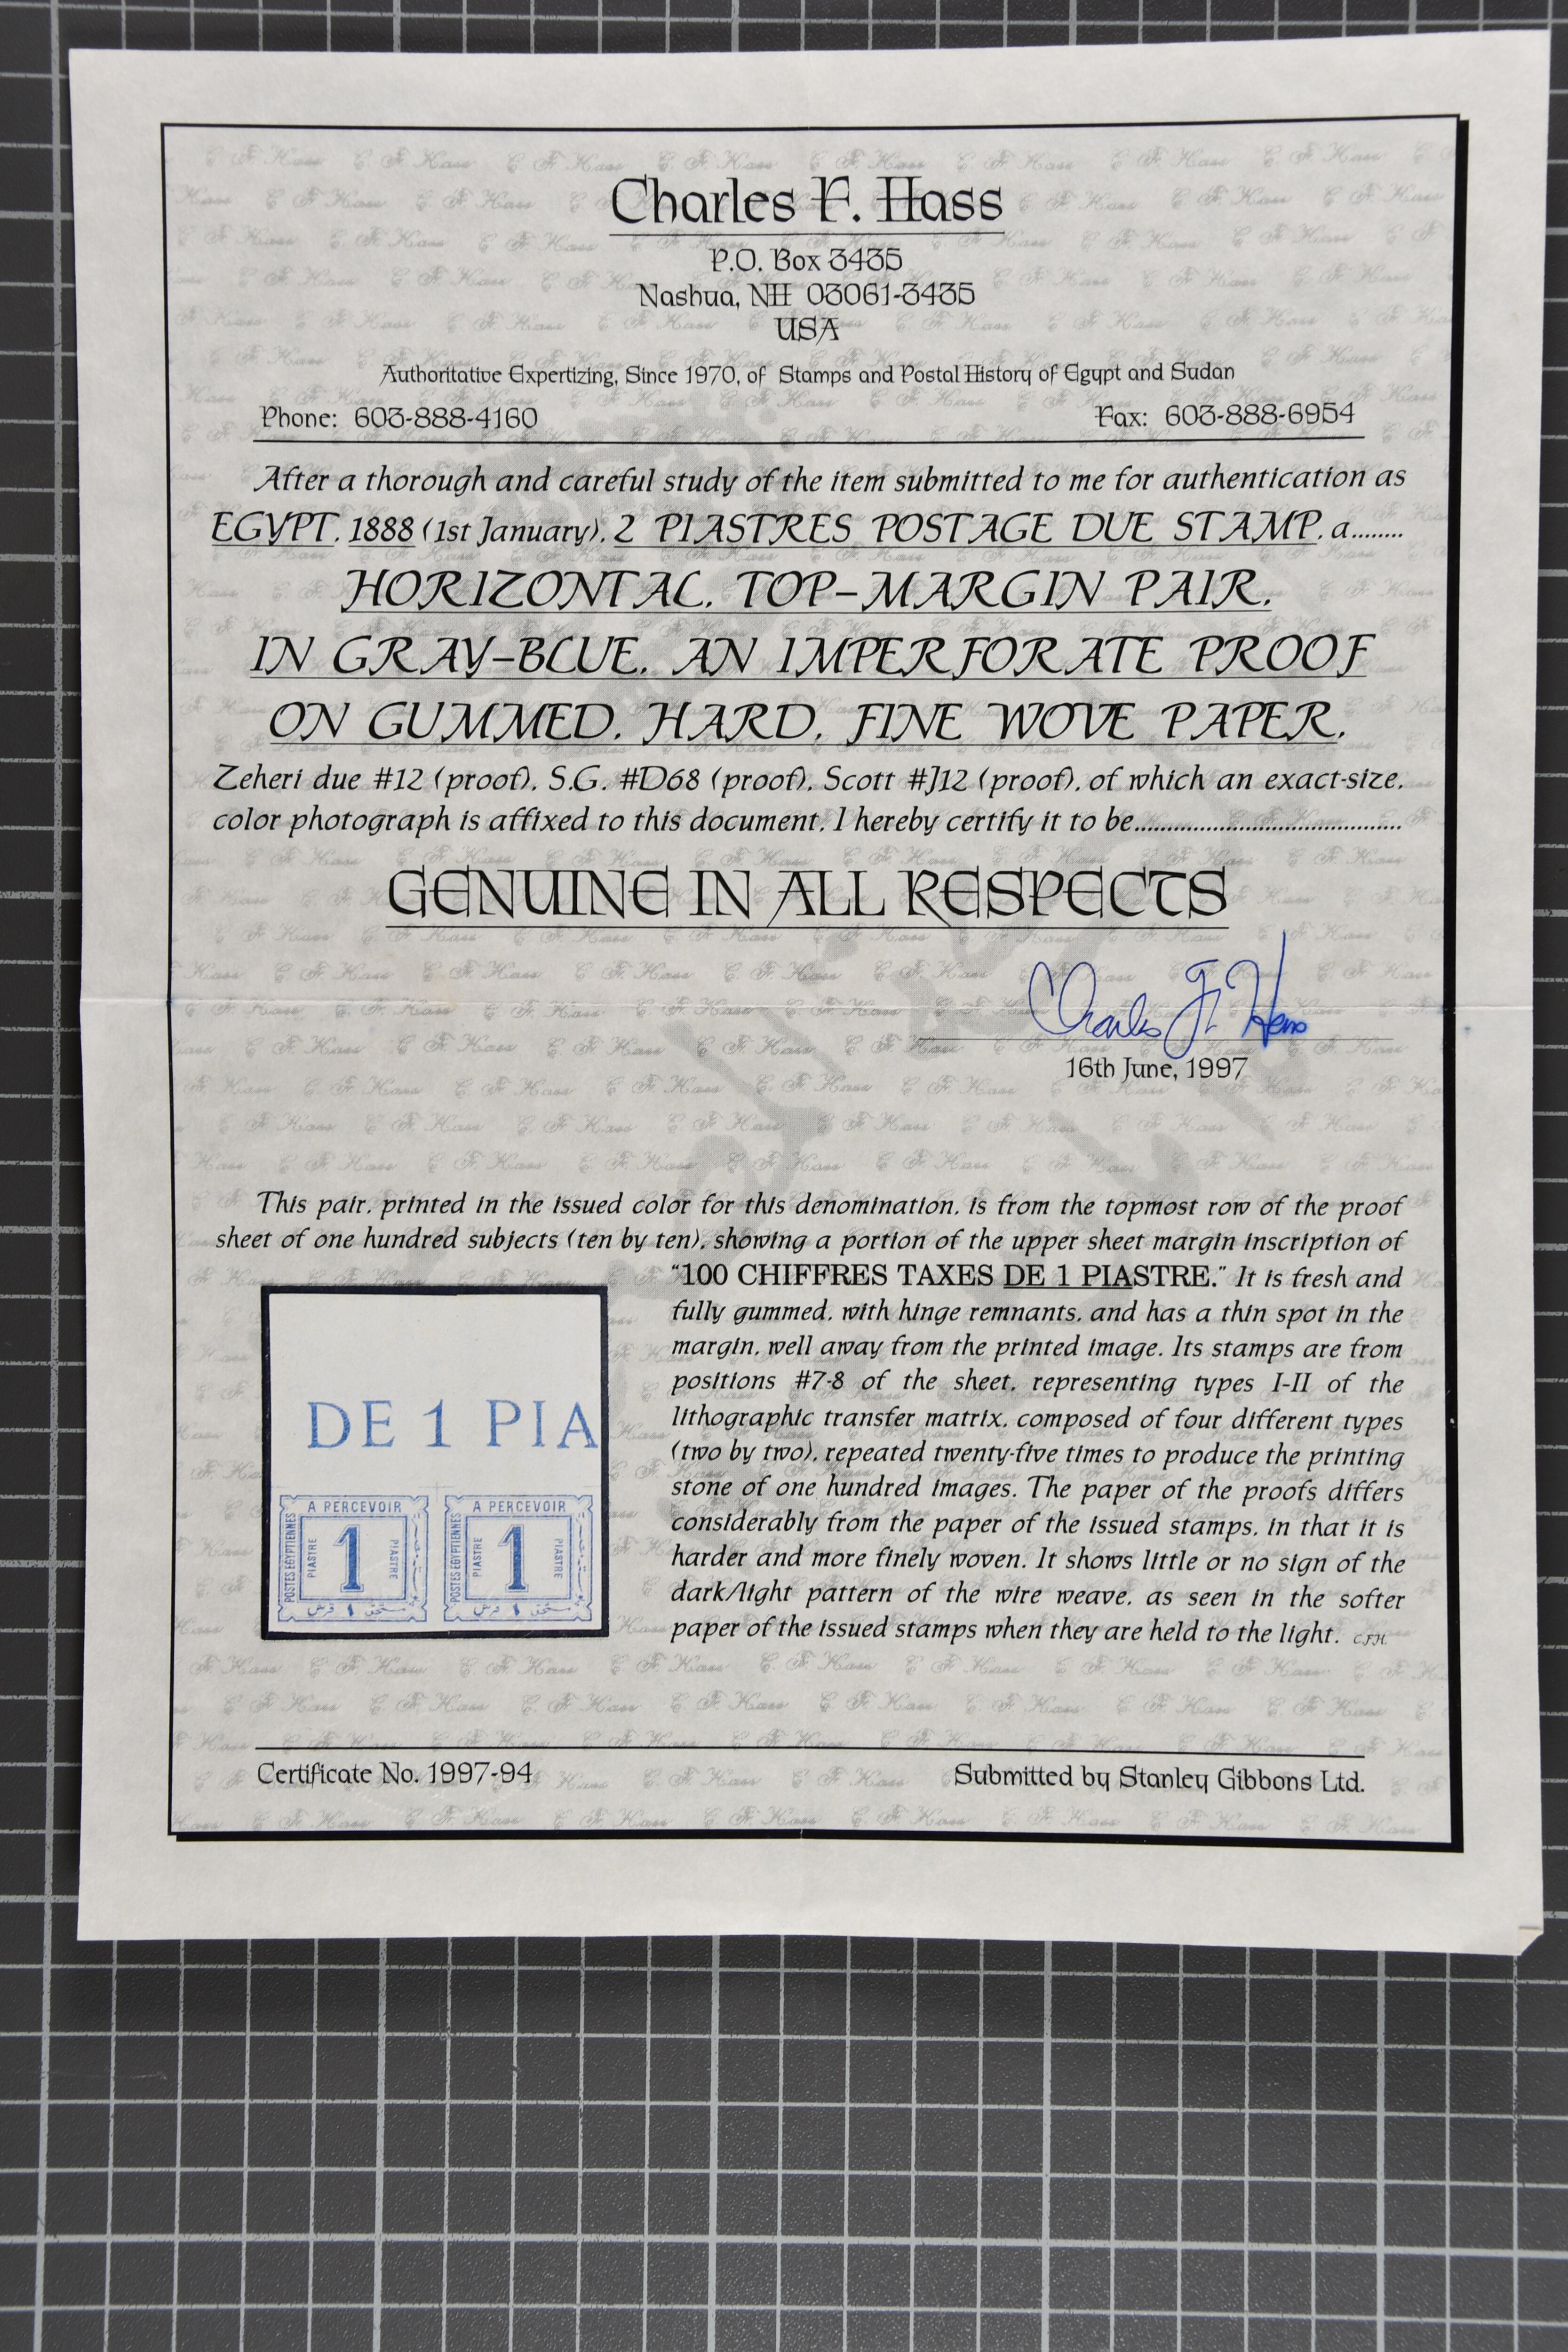 Charles F. Hass
P.O. Box 3435
Nashua, NH 03061-3435
USA
Authoritative Expertizing, Since 1970, of Stamps and Postal History of Egypt and Sudan
Phone: 603-888-4160 Fax: 603-888-6954
After a thorough and careful study of the item submitted to me for authentication as
EGYPT, 1888 (1st January), 2 PIASTRES POSTAGE DUE STAMP, a........
HORIZONTAL, TOP-MARGIN PAIR,
IN GRAY-BLUE, AN IMPERFORATE PROOF
ON GUMMED, HARD, FINE WOVE PAPER,
Zeheri due #12 (proof), S.G. #D68 (proof), Scott #J12 (proof), of which an exact-size,
color photograph is affixed to this document, I hereby certify it to be.........................................
GENUINE IN ALL RESPECTS
Charles F. Hass
16th June, 1997
This pair, printed in the issued color for this denomination, is from the topmost row of the proof
sheet of one hundred subjects (ten by ten), showing a portion of the upper sheet margin inscription of
"100 CHIFFRES TAXES DE 1 PIASTRE." It is fresh and
fully gummed, with hinge remnants, and has a thin spot in the
margin, well away from the printed image. Its stamps are from
positions #7-8 of the sheet, representing types I-II of the
lithographic transfer matrix, composed of four different types
(two by two), repeated twenty-five times to produce the printing
stone of one hundred images. The paper of the proofs differs
considerably from the paper of the issued stamps, in that it is
harder and more finely woven. It shows little or no sign of the
dark/light pattern of the wire weave, as seen in the softer
paper of the issued stamps when they are held to the light. C.F.H.
DE 1 PIA
A PERCEVOIR A PERCEVOIR
POSTES EGYPTIENNES PIASTRE 1 PIASTRE POSTES EGYPTIENNES PIASTRE 1 PIASTRE
Certificate No. 1997-94 Submitted by Stanley Gibbons Ltd.